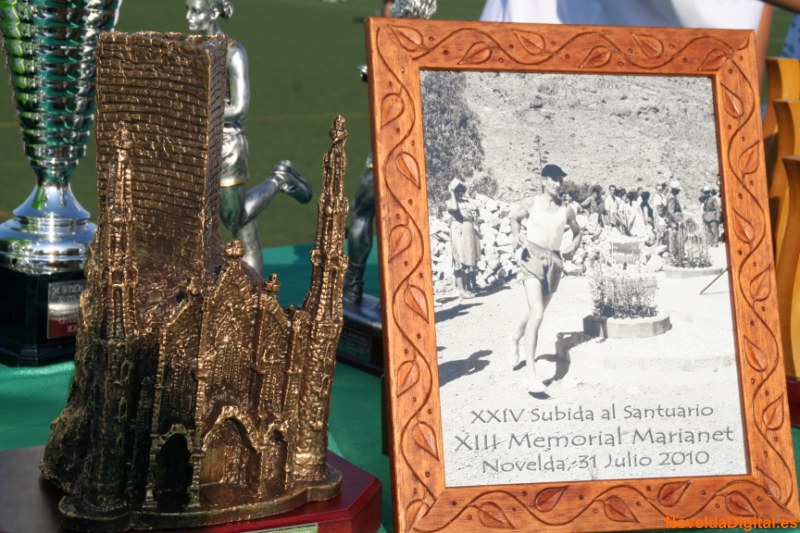 XXIV Subida al Santuario
XIII Memorial Marianet
Novelda, 31 Julio 2010
NoveldaDigital.es